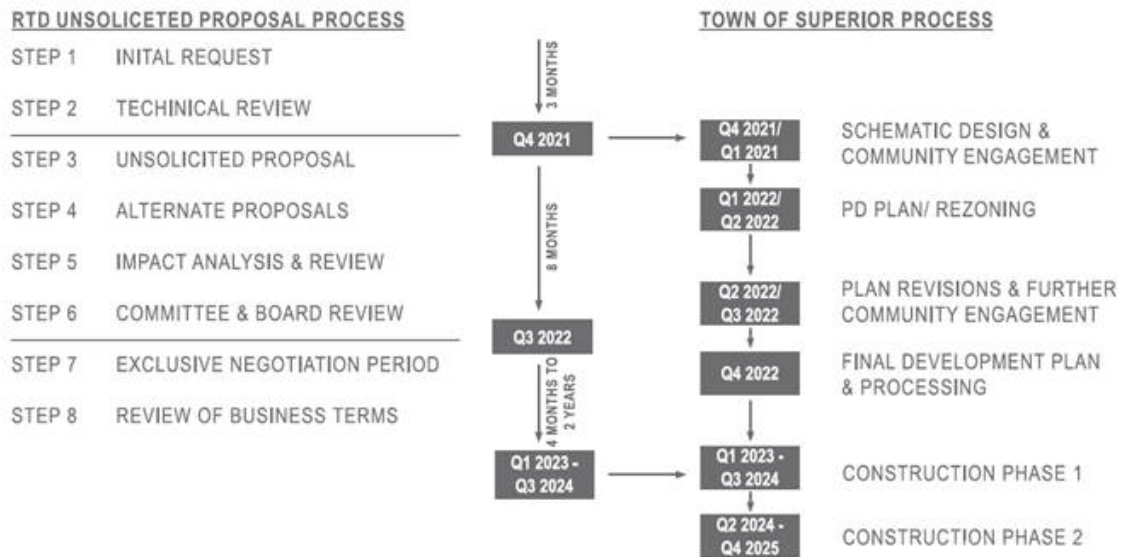 RTD UNSOLICETED PROPOSAL PROCESS
STEP 1 INITAL REQUEST
STEP 2 TECHINICAL REVIEW
STEP 3 UNSOLICITED PROPOSAL
STEP 4 ALTERNATE PROPOSALS
STEP 5 IMPACT ANALYSIS & REVIEW
STEP 6 COMMITTEE & BOARD REVIEW
STEP 7 EXCLUSIVE NEGOTIATION PERIOD
STEP 8 REVIEW OF BUSINESS TERMS
3 MONTHS
Q4 2021
8 MONTHS
Q3 2022
4 MONTHS TO
2 YEARS
Q1 2023 -
Q3 2024
TOWN OF SUPERIOR PROCESS
Q4 2021/
Q1 2021
SCHEMATIC DESIGN &
COMMUNITY ENGAGEMENT
Q1 2022/
Q2 2022
PD PLAN/ REZONING
Q2 2022/
Q3 2022
PLAN REVISIONS & FURTHER
COMMUNITY ENGAGEMENT
Q4 2022
FINAL DEVELOPMENT PLAN
& PROCESSING
Q1 2023 -
Q3 2024
CONSTRUCTION PHASE 1
Q2 2024 -
Q4 2025
CONSTRUCTION PHASE 2